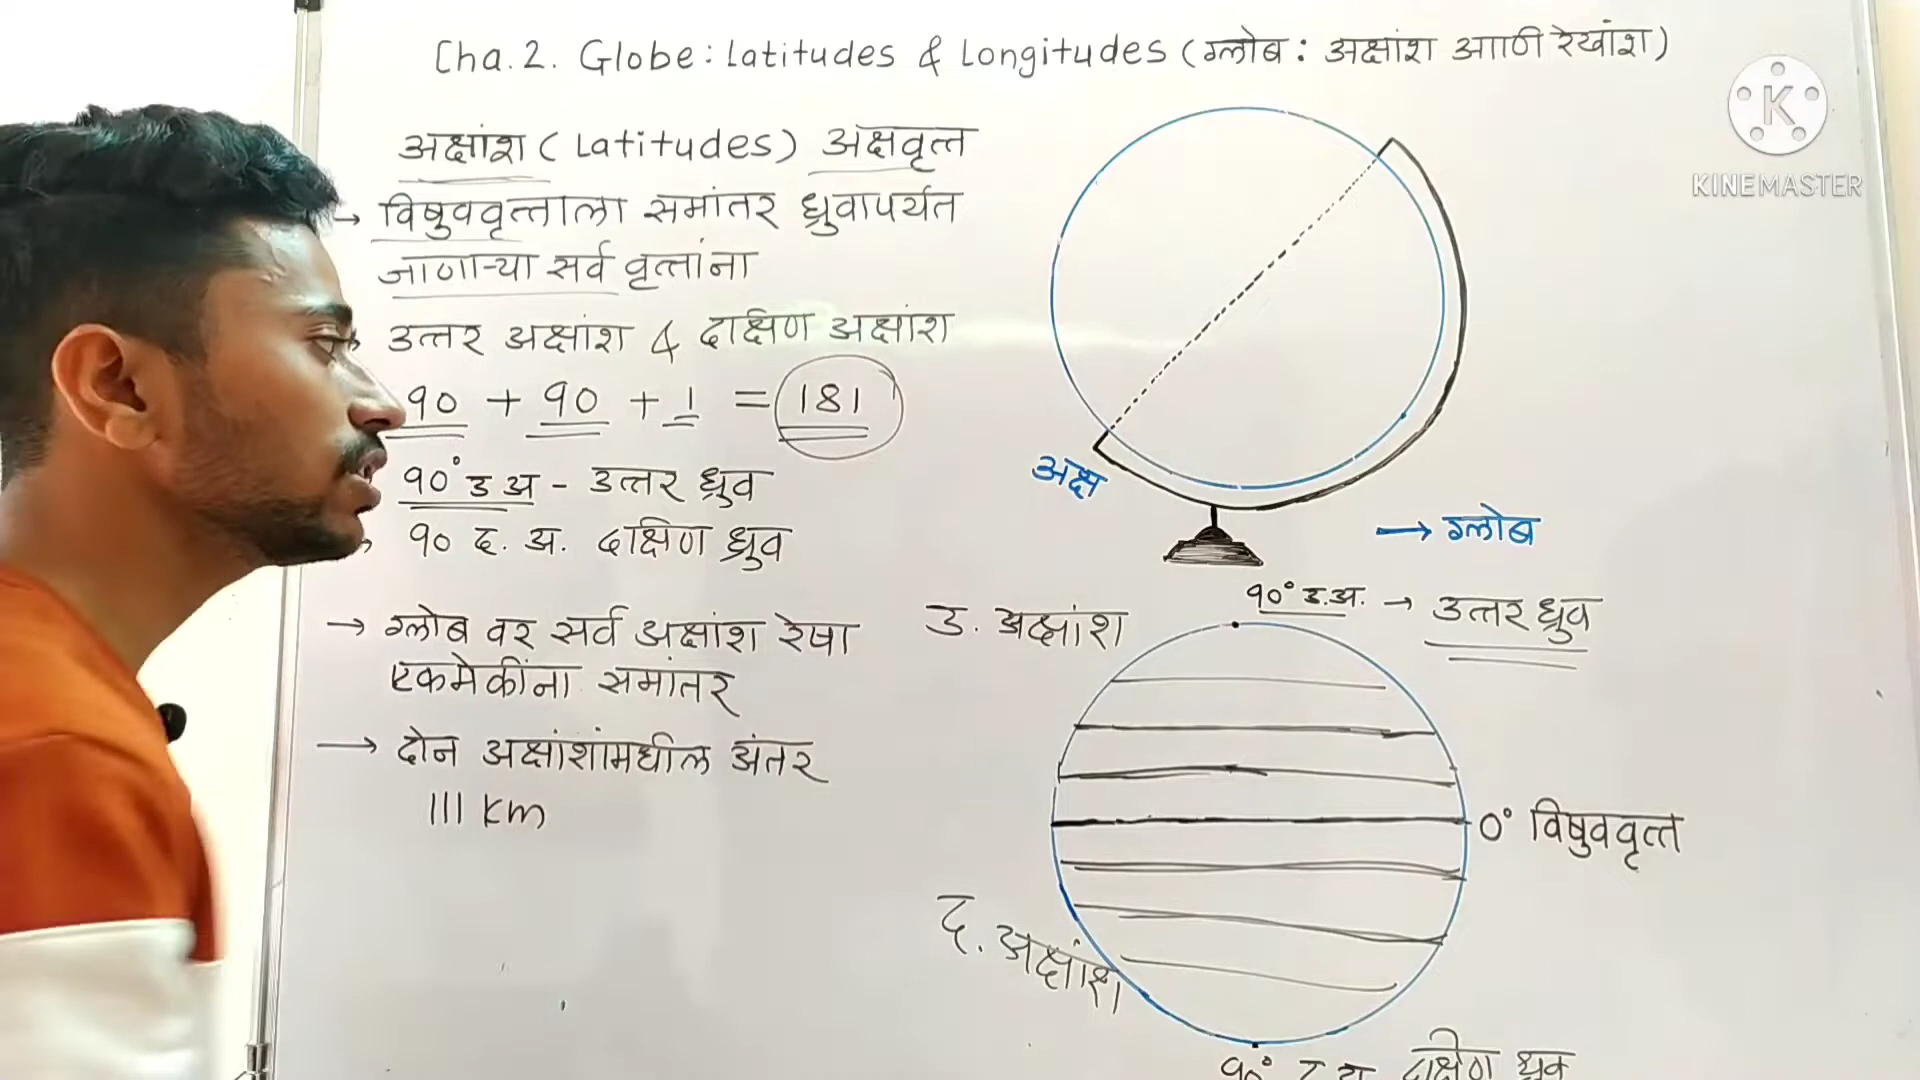 Cha.2. Globe: Latitudes & Longitudes (ग्लोब: अक्षांश आणि रेखांश)
KINEMASTER
अक्षांश (Latitudes) अक्षवृत्त
→ विषुववृत्ताला समांतर ध्रुवापर्यंत
जाणाऱ्या सर्व वृत्तांना
उत्तर अक्षांश & दक्षिण अक्षांश
90 + 90 + 1 = 181
90° उ अ - उत्तर ध्रुव
90 द. अ. दक्षिण ध्रुव
→ ग्लोब वर सर्व अक्षांश रेषा
एकमेकींना समांतर
→ दोन अक्षांशांमधील अंतर
111 km
अक्ष
→ ग्लोब
90° उ.अ. → उत्तर ध्रुव
उ. अक्षांश
0° विषुववृत्त
द. अक्षांश
90° द अ दक्षिण ध्रुव